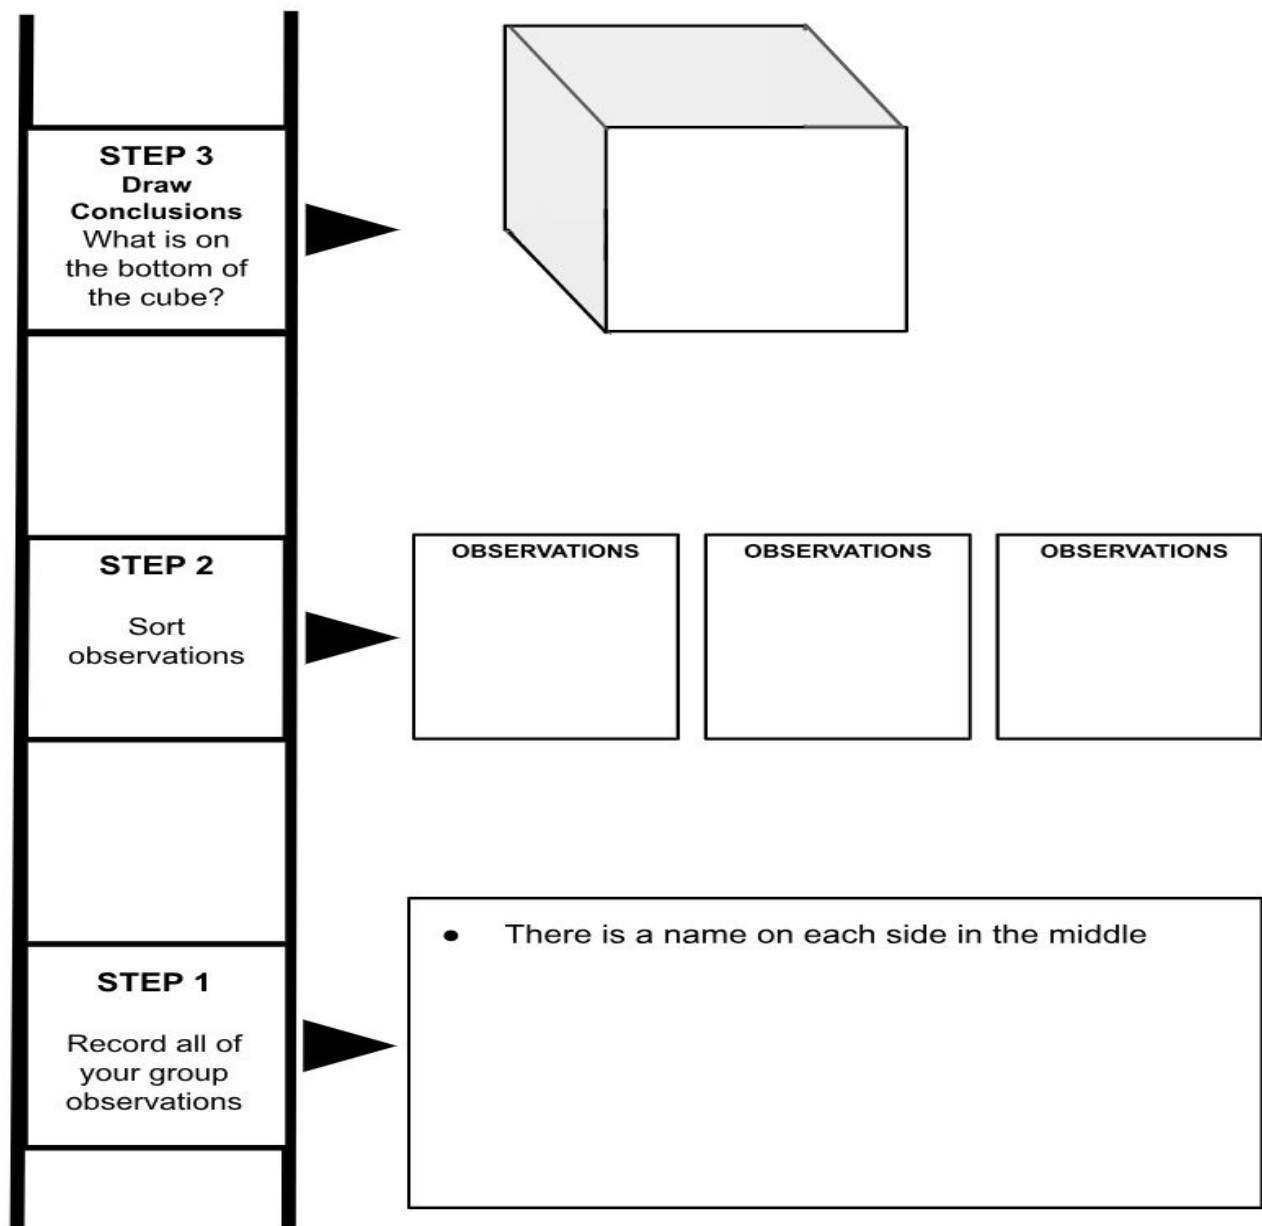 STEP 3
Draw
Conclusions
What is on
the bottom of
the cube?
STEP 2
Sort
observations
OBSERVATIONS
OBSERVATIONS
OBSERVATIONS
STEP 1
Record all of
your group
observations
• There is a name on each side in the middle